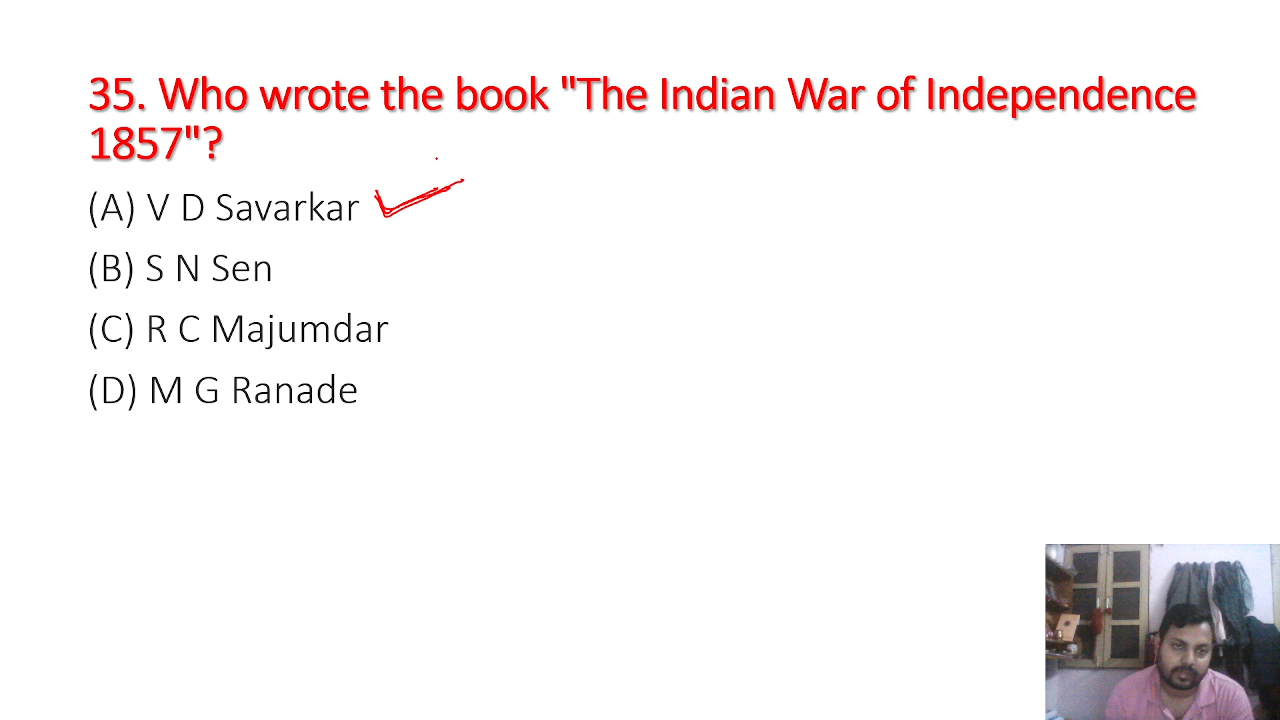 35. Who wrote the book "The Indian War of Independence
1857"?
(A) V D Savarkar
(B) S N Sen
(C) R C Majumdar
(D) M G Ranade